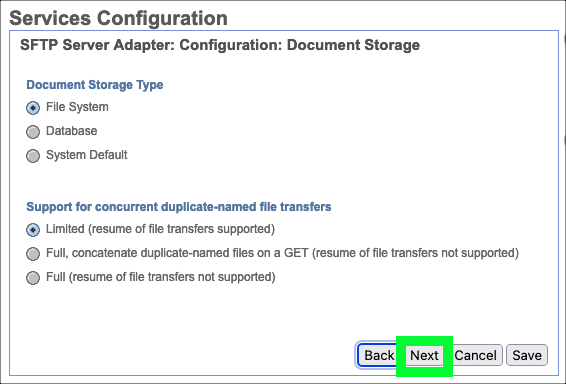 Services Configuration
SFTP Server Adapter: Configuration: Document Storage
Document Storage Type
File System
Database
System Default
Support for concurrent duplicate-named file transfers
Limited (resume of file transfers supported)
Full, concatenate duplicate-named files on a GET (resume of file transfers not supported)
Full (resume of file transfers not supported)
Back Next Cancel Save